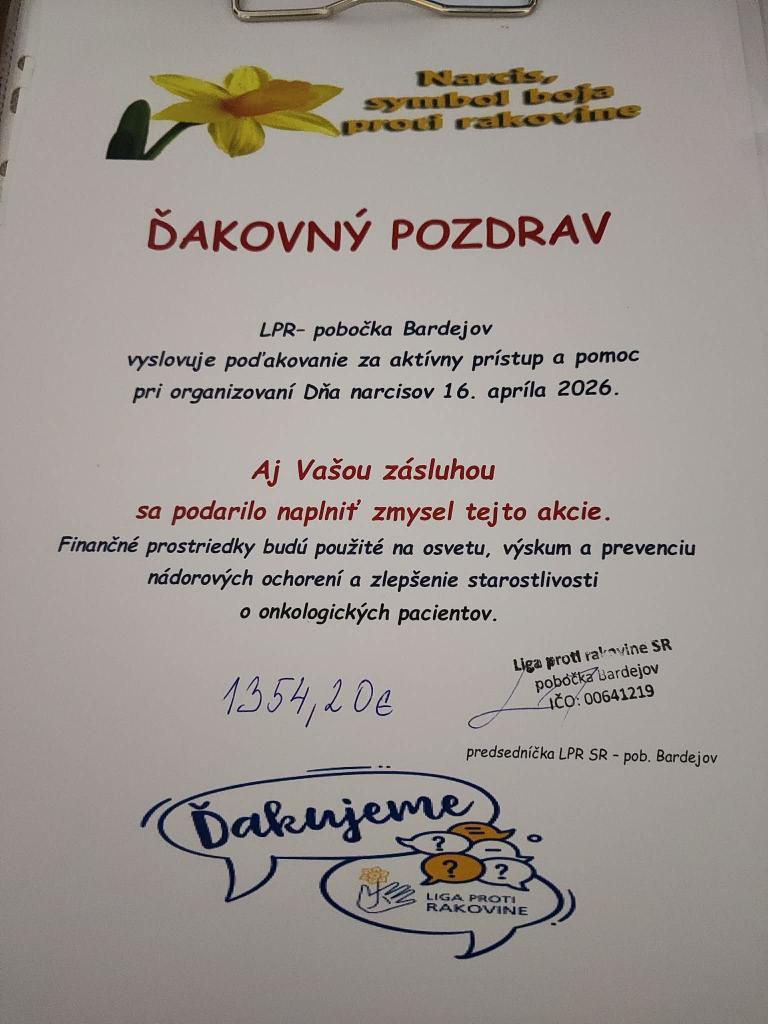 Narcis,
symbol boja
proti rakovine
ĎAKOVNÝ POZDRAV
LPR- pobočka Bardejov
vyslovuje poďakovanie za aktívny prístup a pomoc
pri organizovaní Dňa narcisov 16. apríla 2026.
Aj Vašou zásluhou
sa podarilo naplniť zmysel tejto akcie.
Finančné prostriedky budú použité na osvetu, výskum a prevenciu
nádorových ochorení a zlepšenie starostlivosti
o onkologických pacientov.
1354,20€
Liga proti rakovine SR
pobočka Bardejov
IČO: 00641219
predsedníčka LPR SR - pob. Bardejov
Ďakujeme
LIGA PROTI
RAKOVINE